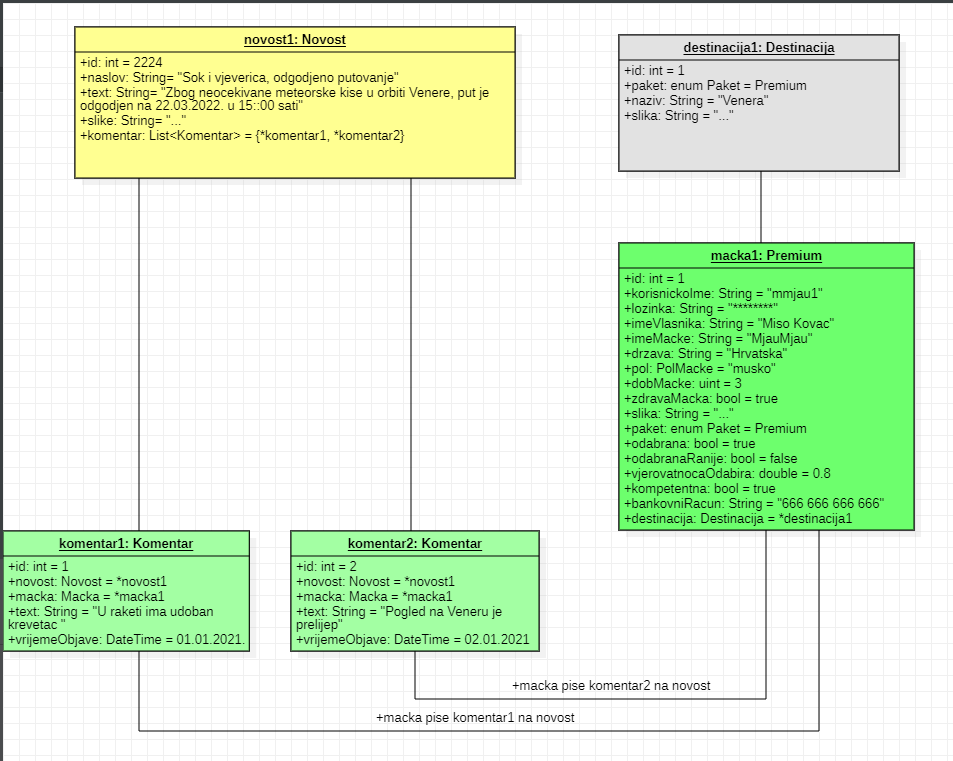 novost1: Novost
+id: int = 2224
+naslov: String= "Sok i vjeverica, odgodjeno putovanje"
+text: String= "Zbog neocekivane meteorske kise u orbiti Venere, put je
odgodjen na 22.03.2022. u 15::00 sati"
+slike: String= "..."
+komentar: List<Komentar> = {*komentar1, *komentar2}
destinacija1: Destinacija
+id: int = 1
+paket: enum Paket = Premium
+naziv: String = "Venera"
+slika: String = "..."
macka1: Premium
+id: int = 1
+korisnickoIme: String = "mmjau1"
+lozinka: String = "********"
+imeVlasnika: String = "Miso Kovac"
+imeMacke: String = "MjauMjau"
+drzava: String = "Hrvatska"
+pol: PolMacke = "musko"
+dobMacke: uint = 3
+zdravaMacka: bool = true
+slika: String = "..."
+paket: enum Paket = Premium
+odabrana: bool = true
+odabranaRanije: bool = false
+vjerovatnocaOdabira: double = 0.8
+kompetentna: bool = true
+bankovniRacun: String = "666 666 666 666"
+destinacija: Destinacija = *destinacija1
komentar1: Komentar
+id: int = 1
+novost: Novost = *novost1
+macka: Macka = *macka1
+text: String = "U raketi ima udoban
krevetac "
+vrijemeObjave: DateTime = 01.01.2021.
komentar2: Komentar
+id: int = 2
+novost: Novost = *novost1
+macka: Macka = *macka1
+text: String = "Pogled na Veneru je
prelijep"
+vrijemeObjave: DateTime = 02.01.2021
+macka pise komentar2 na novost
+macka pise komentar1 na novost